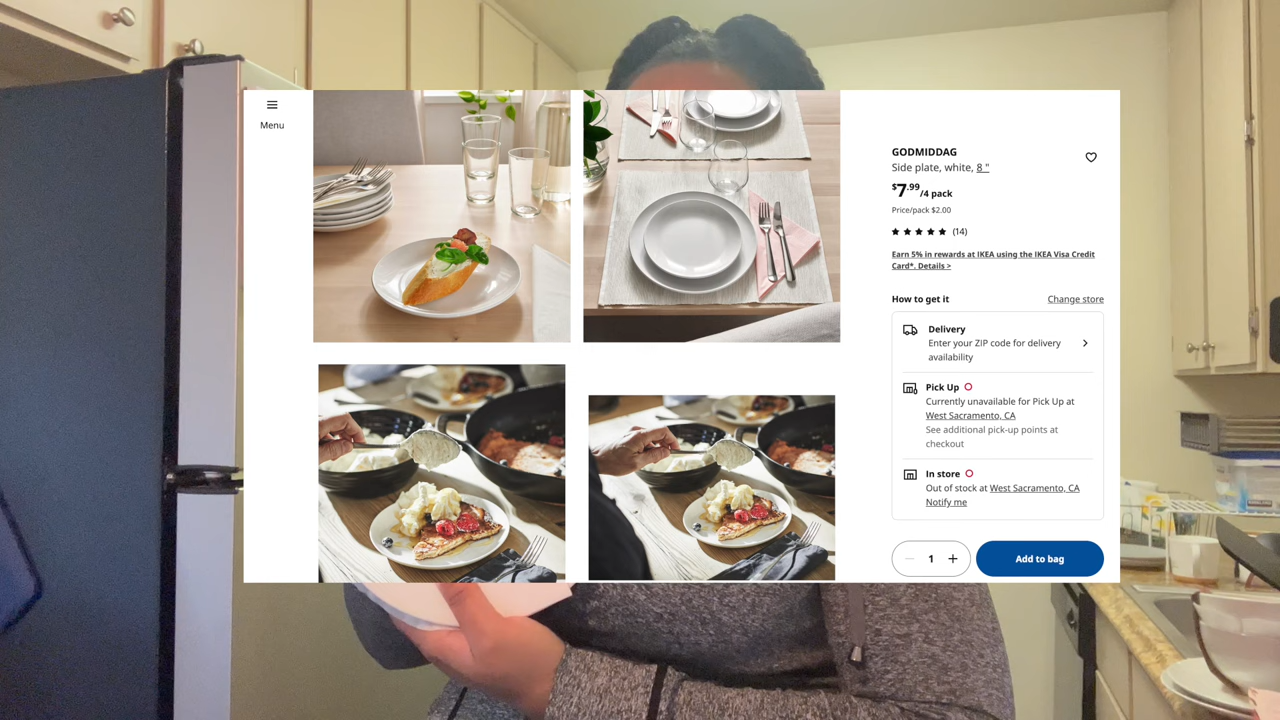 Menu
GODMIDDAG
Side plate, white, 8 "
$7.99/4 pack
Price/pack $2.00
(14)
Earn 5% in rewards at IKEA using the IKEA Visa Credit
Card*. Details >
How to get it
Change store
Delivery
Enter your ZIP code for delivery
availability
Pick Up
Currently unavailable for Pick Up at
West Sacramento, CA
See additional pick-up points at
checkout
In store
Out of stock at West Sacramento, CA
Notify me
1
Add to bag